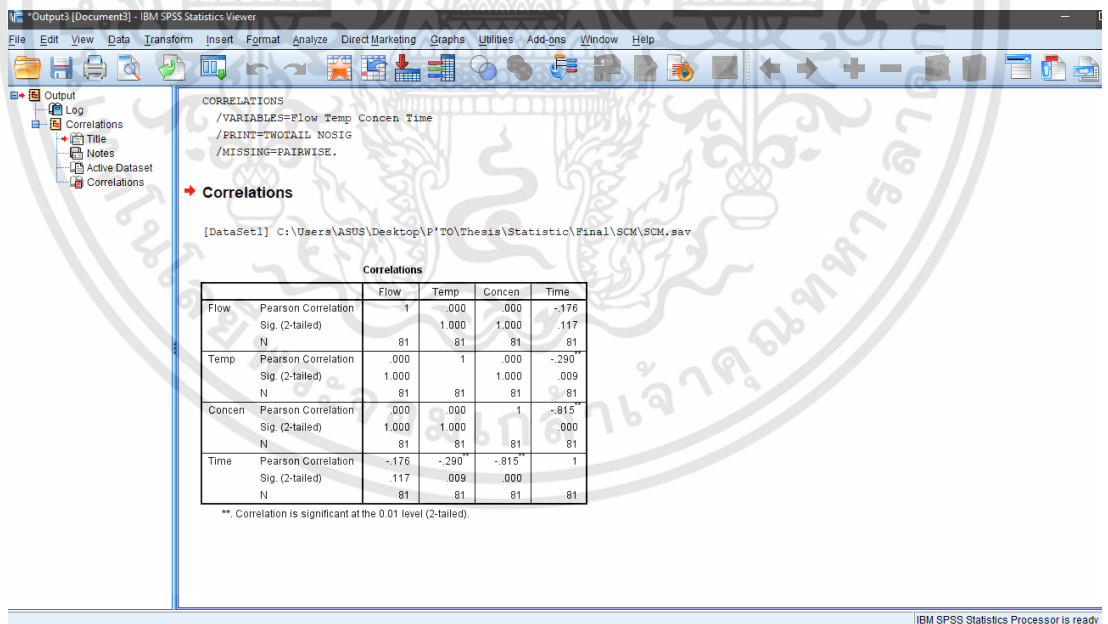 *Output3 [Document3] - IBM SPSS Statistics Viewer
File Edit View Data Transform Insert Format Analyze Direct Marketing Graphs Utilities Add-ons Window Help
Output
Log
Correlations
Title
Notes
Active Dataset
Correlations
CORRELATIONS
/VARIABLES=Flow Temp Concen Time
/PRINT=TWOTAIL NOSIG
/MISSING=PAIRWISE.
Correlations
[DataSet1] C:\Users\ASUS\Desktop\P'TO\Thesis\Statistic\Final\SCM\SCM.sav
Correlations
Flow Temp Concen Time
Flow Pearson Correlation 1 .000 .000 -.176
Sig. (2-tailed) 1.000 1.000 .117
N 81 81 81 81
Temp Pearson Correlation .000 1 .000 -.290**
Sig. (2-tailed) 1.000 1.000 .009
N 81 81 81 81
Concen Pearson Correlation .000 .000 1 -.815**
Sig. (2-tailed) 1.000 1.000 .000
N 81 81 81 81
Time Pearson Correlation -.176 -.290** -.815** 1
Sig. (2-tailed) .117 .009 .000
N 81 81 81 81
**. Correlation is significant at the 0.01 level (2-tailed).
IBM SPSS Statistics Processor is ready